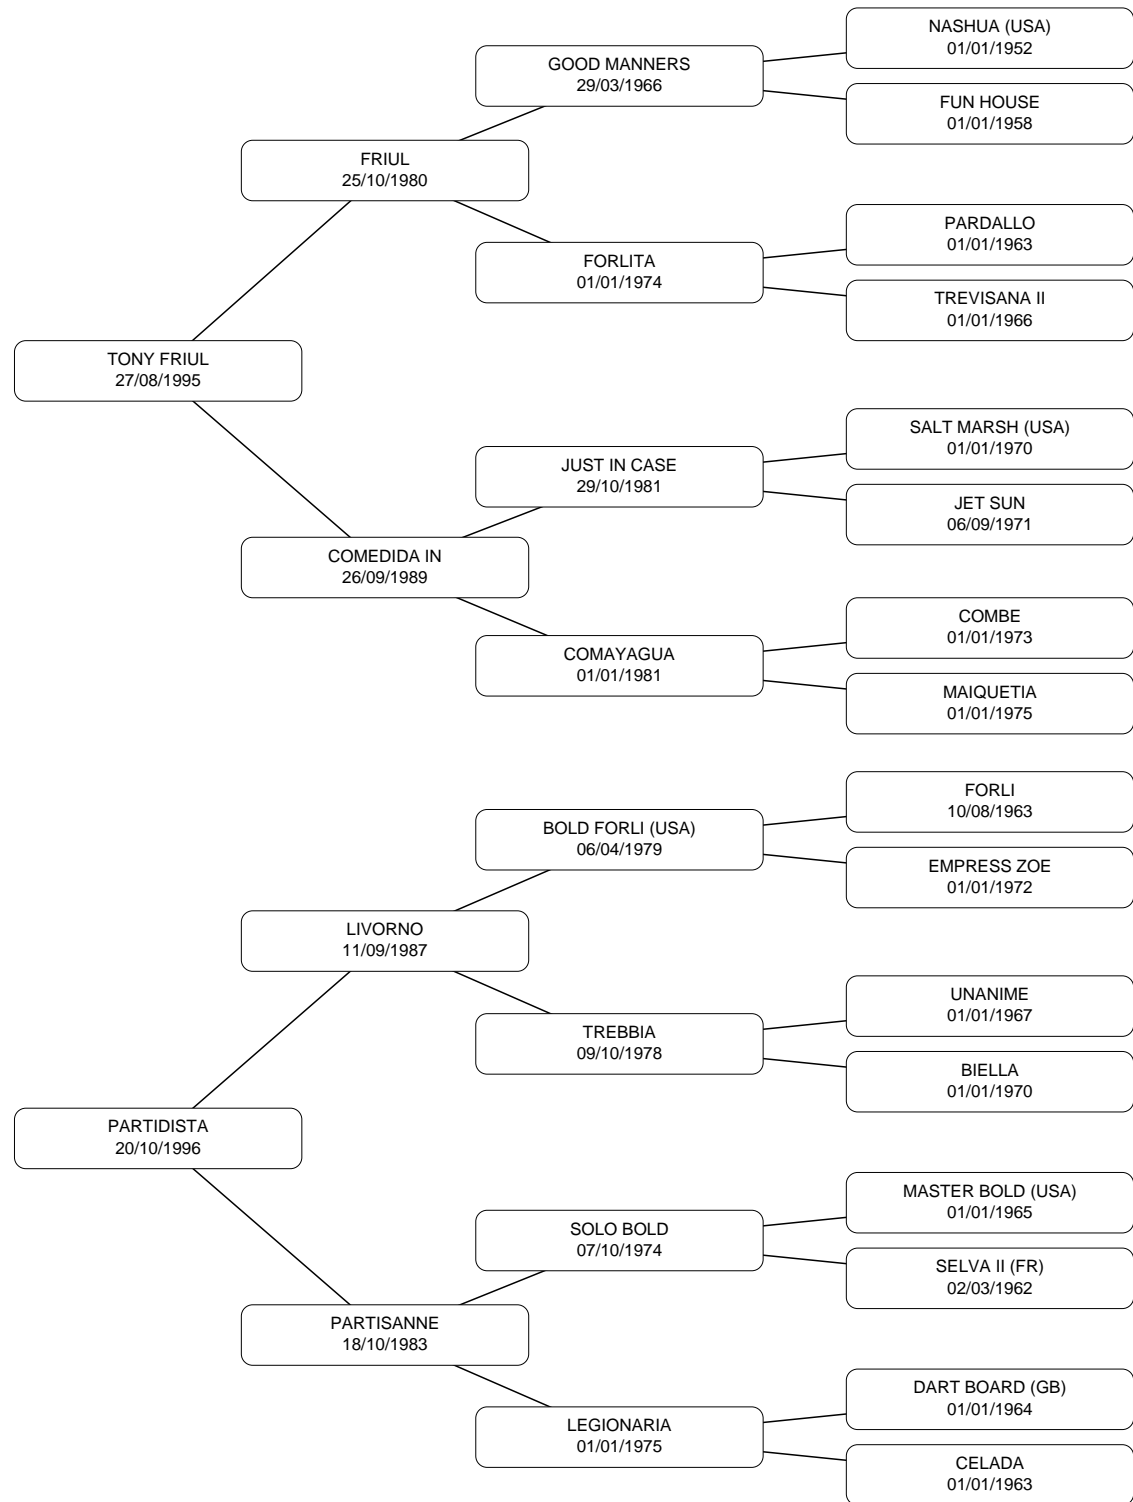 NASHUA (USA)
01/01/1952
GOOD MANNERS
29/03/1966
FUN HOUSE
01/01/1958
FRIUL
25/10/1980
PARDALLO
01/01/1963
FORLITA
01/01/1974
TREVISANA II
01/01/1966
TONY FRIUL
27/08/1995
SALT MARSH (USA)
01/01/1970
JUST IN CASE
29/10/1981
JET SUN
06/09/1971
COMEDIDA IN
26/09/1989
COMBE
01/01/1973
COMAYAGUA
01/01/1981
MAIQUETIA
01/01/1975
FORLI
10/08/1963
BOLD FORLI (USA)
06/04/1979
EMPRESS ZOE
01/01/1972
LIVORNO
11/09/1987
UNANIME
01/01/1967
TREBBIA
09/10/1978
BIELLA
01/01/1970
PARTIDISTA
20/10/1996
MASTER BOLD (USA)
01/01/1965
SOLO BOLD
07/10/1974
SELVA II (FR)
02/03/1962
PARTISANNE
18/10/1983
DART BOARD (GB)
01/01/1964
LEGIONARIA
01/01/1975
CELADA
01/01/1963